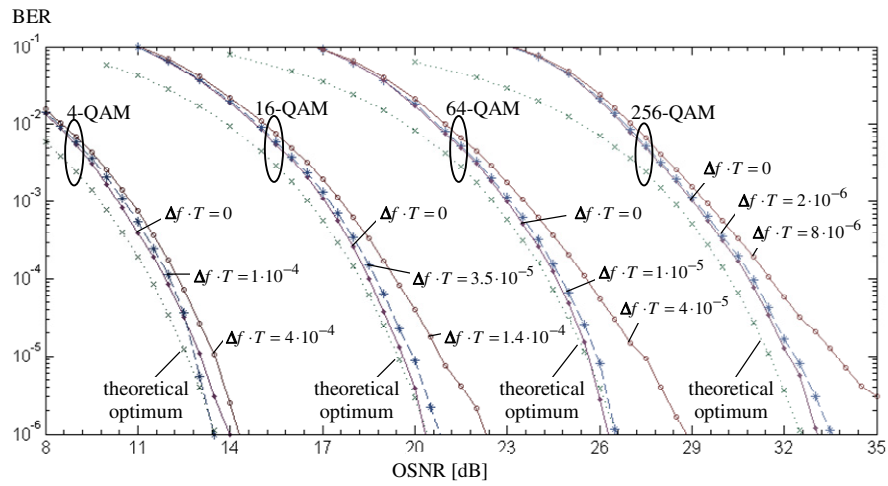 BER
10⁻¹
10⁻²
10⁻³
10⁻⁴
10⁻⁵
10⁻⁶
4-QAM
16-QAM
64-QAM
256-QAM
Δf·T=0
Δf·T=1·10⁻⁴
Δf·T=4·10⁻⁴
theoretical
optimum
Δf·T=0
Δf·T=3.5·10⁻⁵
Δf·T=1.4·10⁻⁴
theoretical
optimum
Δf·T=0
Δf·T=1·10⁻⁵
Δf·T=4·10⁻⁵
theoretical
optimum
Δf·T=0
Δf·T=2·10⁻⁶
Δf·T=8·10⁻⁶
theoretical
optimum
8 11 14 17 20 23 26 29 32 35
OSNR [dB]